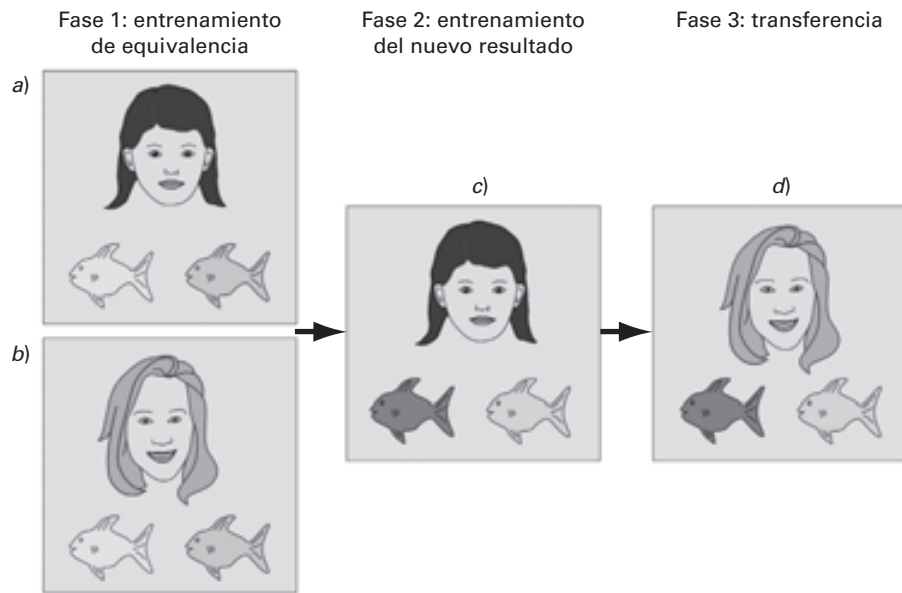 Fase 1: entrenamiento
de equivalencia
Fase 2: entrenamiento
del nuevo resultado
Fase 3: transferencia
a)
b)
c)
d)